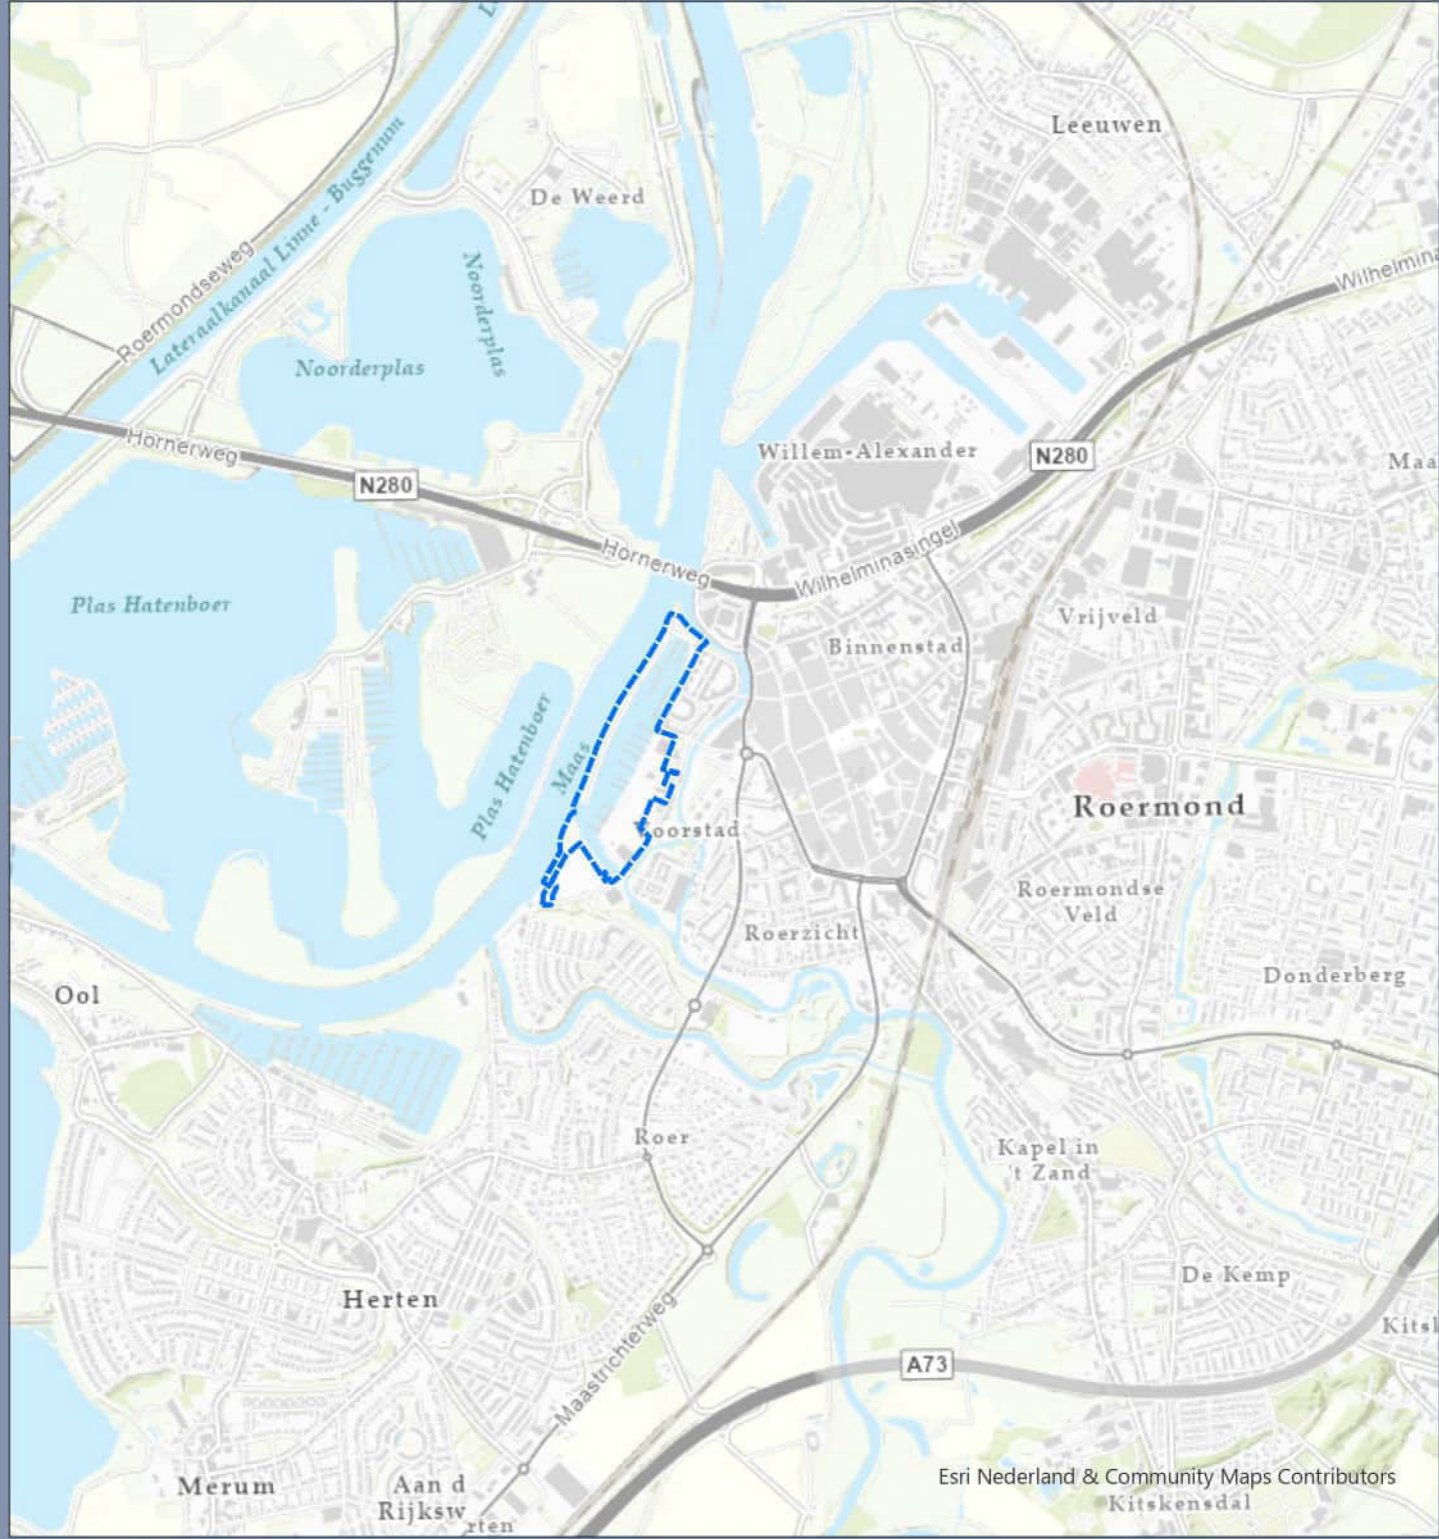 Leeuwen
De Weerd
Roermondseweg
Lateraalkanaal Linne - Buggenum
Noorderplas
Noorderplas
Wilhelmina
Hornerweg
N280
Willem-Alexander
N280
Maa
Hornerweg
Wilhelminasingel
Plas Hatenboer
Vrijveld
Binnenstad
Plas Hatenboer
Maas
Roermond
Voorstad
Roermondse
Veld
Roerzicht
Donderberg
Ool
Roer
Kapel in
't Zand
De Kemp
Herten
Kitsk
Maastrichterweg
A73
Merum
Aan d
Rijksw
rten
Esri Nederland & Community Maps Contributors
Kitskensdal